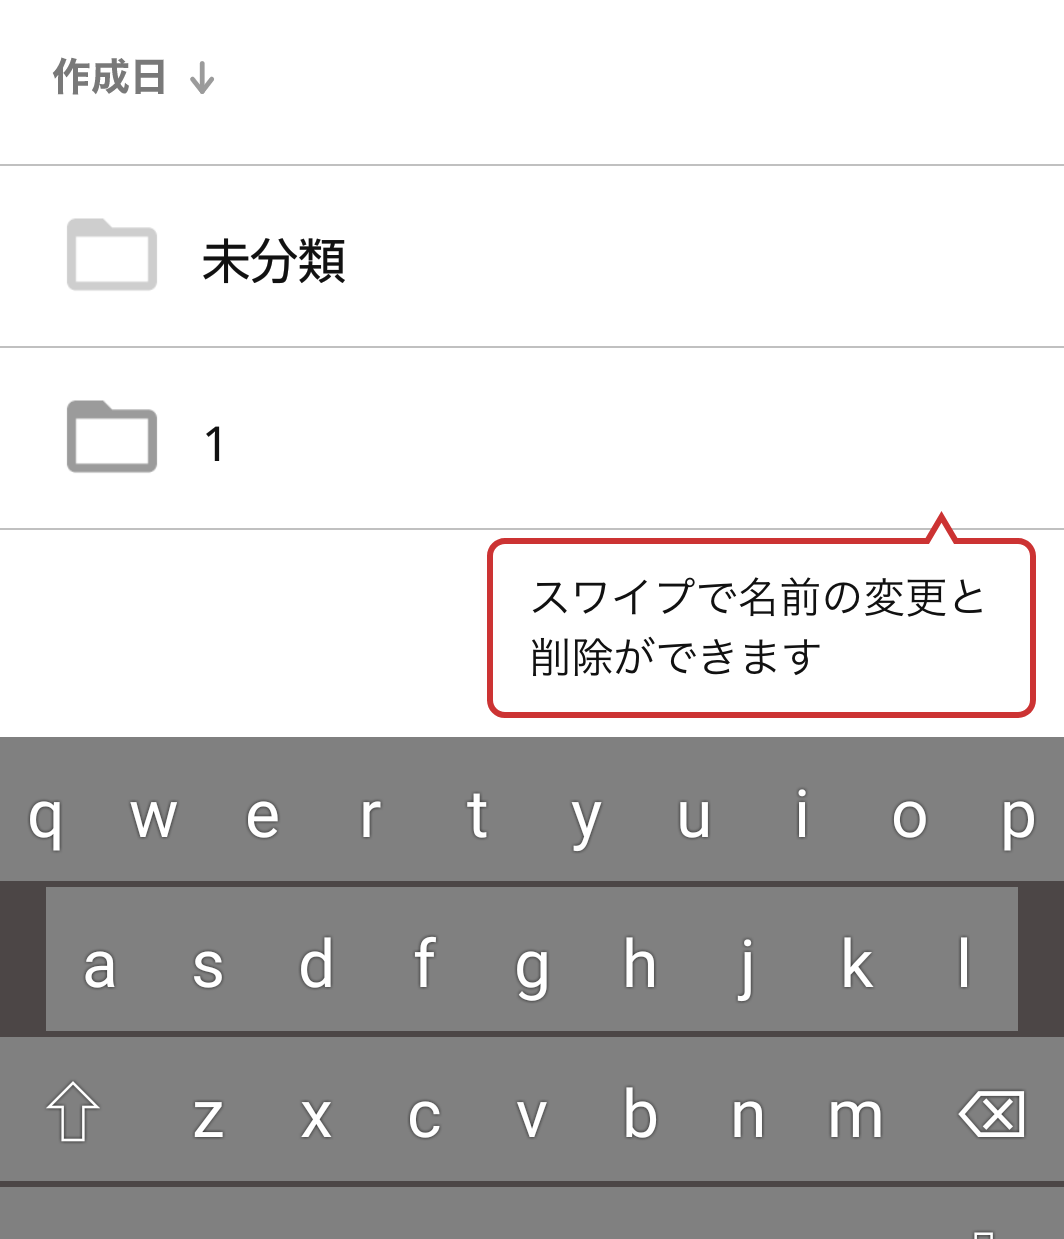 作成日 ↓
未分類
1
スワイプで名前の変更と
削除ができます
q w e r t y u i o p
a s d f g h j k l
z x c v b n m